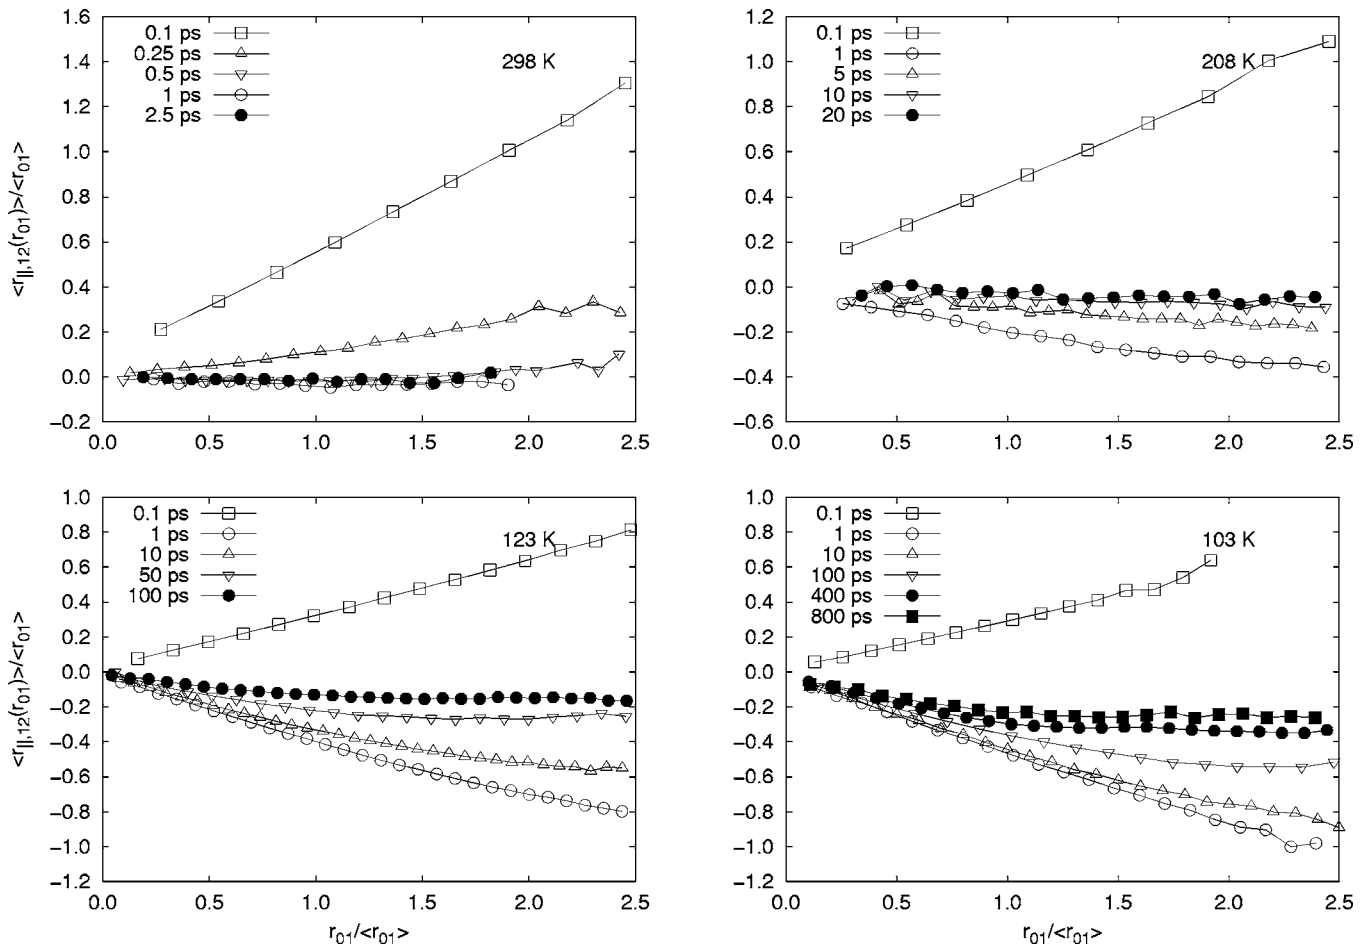 1.6
1.4
1.2
1.0
0.8
0.6
0.4
0.2
0.0
−0.2
0.1 ps
0.25 ps
0.5 ps
1 ps
2.5 ps
298 K
0.0 0.5 1.0 1.5 2.0 2.5
<r||,12(r01)>/<r01>
1.2
1.0
0.8
0.6
0.4
0.2
0.0
−0.2
−0.4
−0.6
0.1 ps
1 ps
5 ps
10 ps
20 ps
208 K
0.0 0.5 1.0 1.5 2.0 2.5
1.0
0.8
0.6
0.4
0.2
0.0
−0.2
−0.4
−0.6
−0.8
−1.0
−1.2
0.1 ps
1 ps
10 ps
50 ps
100 ps
123 K
0.0 0.5 1.0 1.5 2.0 2.5
<r||,12(r01)>/<r01>
r01/<r01>
1.0
0.8
0.6
0.4
0.2
0.0
−0.2
−0.4
−0.6
−0.8
−1.0
−1.2
0.1 ps
1 ps
10 ps
100 ps
400 ps
800 ps
103 K
0.0 0.5 1.0 1.5 2.0 2.5
r01/<r01>